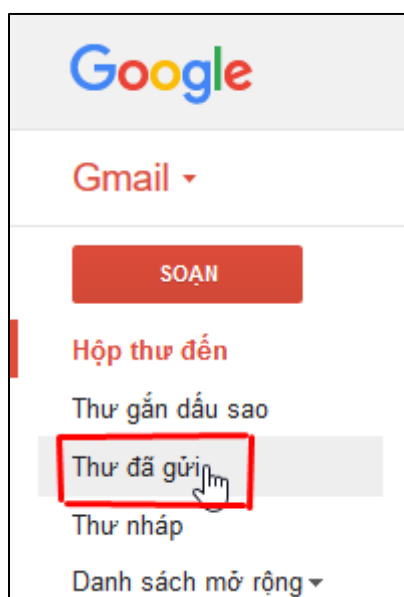 Google
Gmail
SOẠN
Hộp thư đến
Thư gắn dấu sao
Thư đã gửi
Thư nháp
Danh sách mở rộng